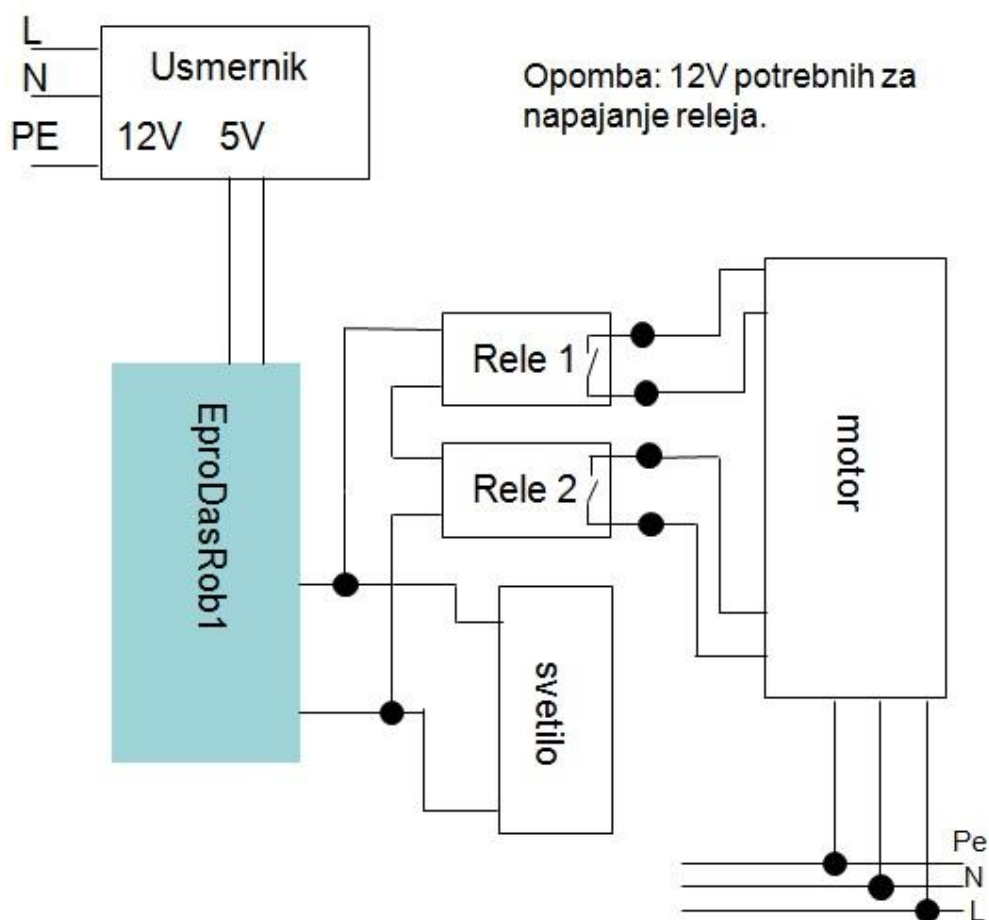 L
N
PE
Usmernik
12V 5V
Opomba: 12V potrebnih za
napajanje releja.
EproDasRob1
Rele 1
Rele 2
svetilo
motor
Pe
N
L